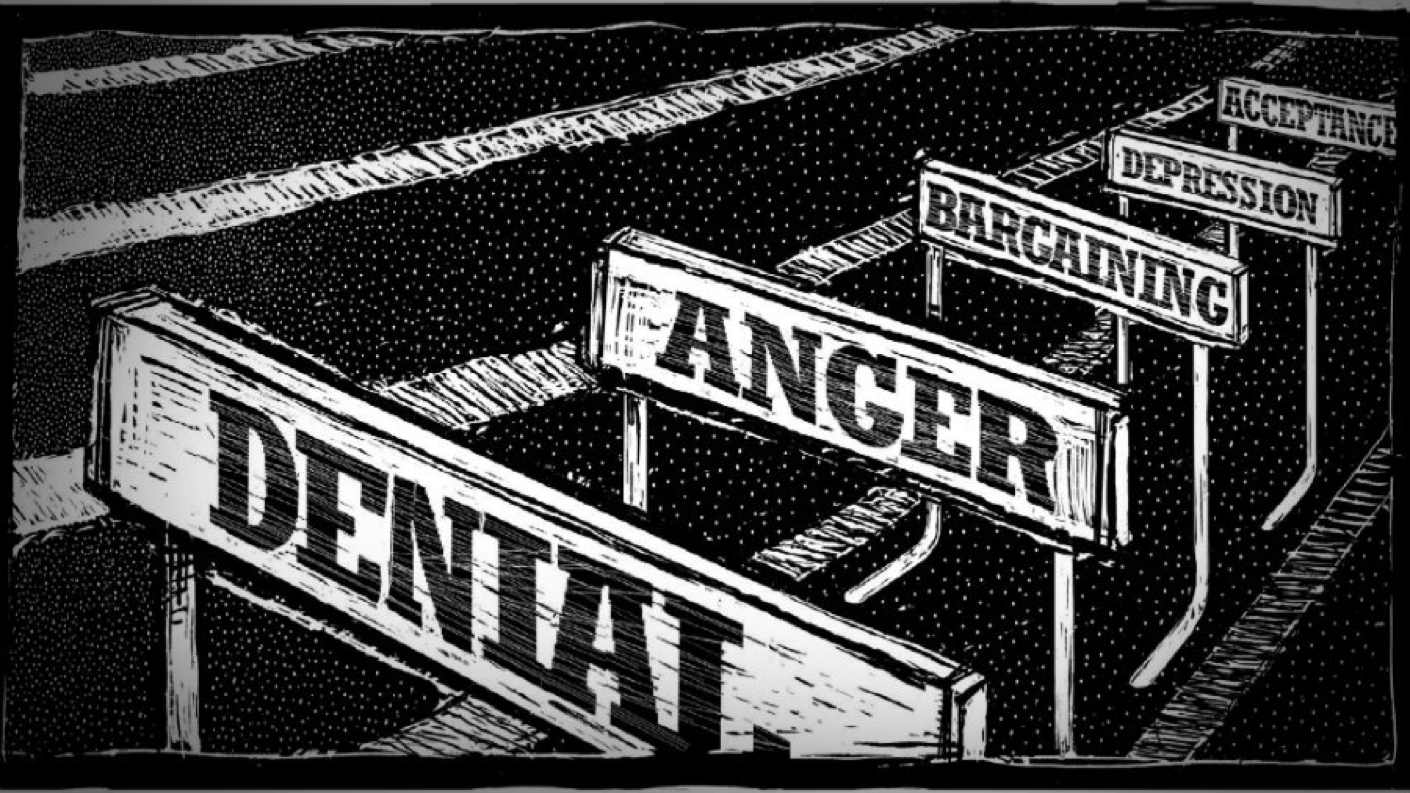 DENIAL
ANGER
BARGAINING
DEPRESSION
ACCEPTANCE